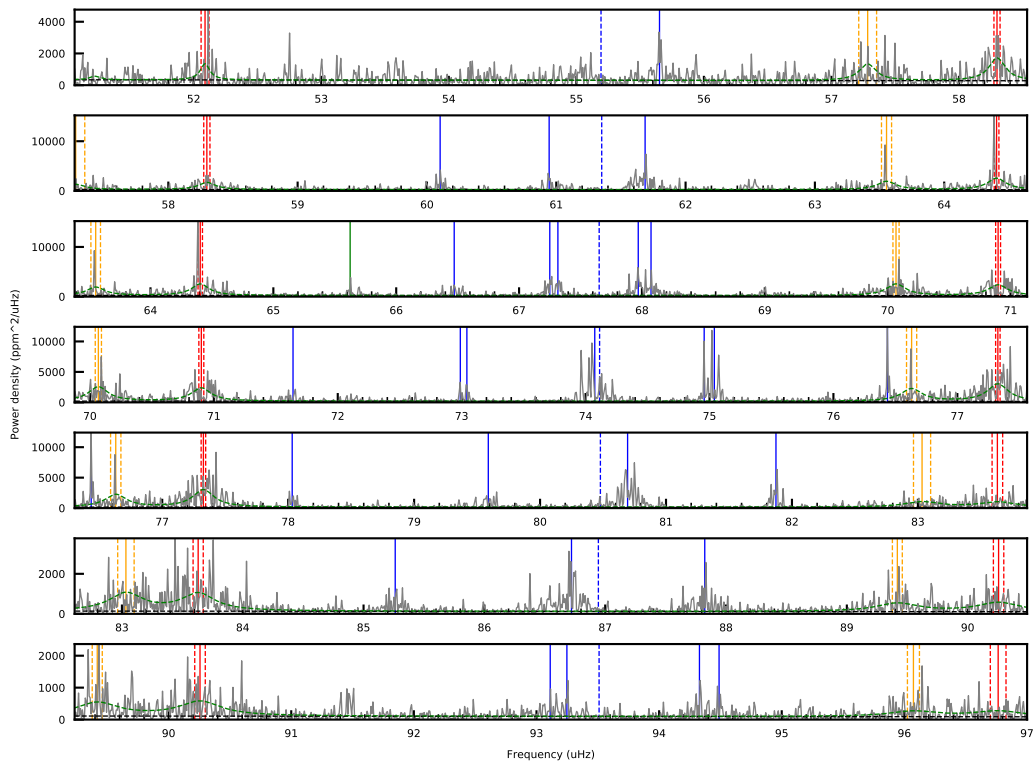 4000
2000
0
52 53 54 55 56 57 58
10000
0
58 59 60 61 62 63 64
10000
0
64 65 66 67 68 69 70 71
10000
5000
0
70 71 72 73 74 75 76 77
10000
5000
0
77 78 79 80 81 82 83
2000
0
83 84 85 86 87 88 89 90
2000
1000
0
90 91 92 93 94 95 96 97
Power density (ppm^2/uHz)
Frequency (uHz)